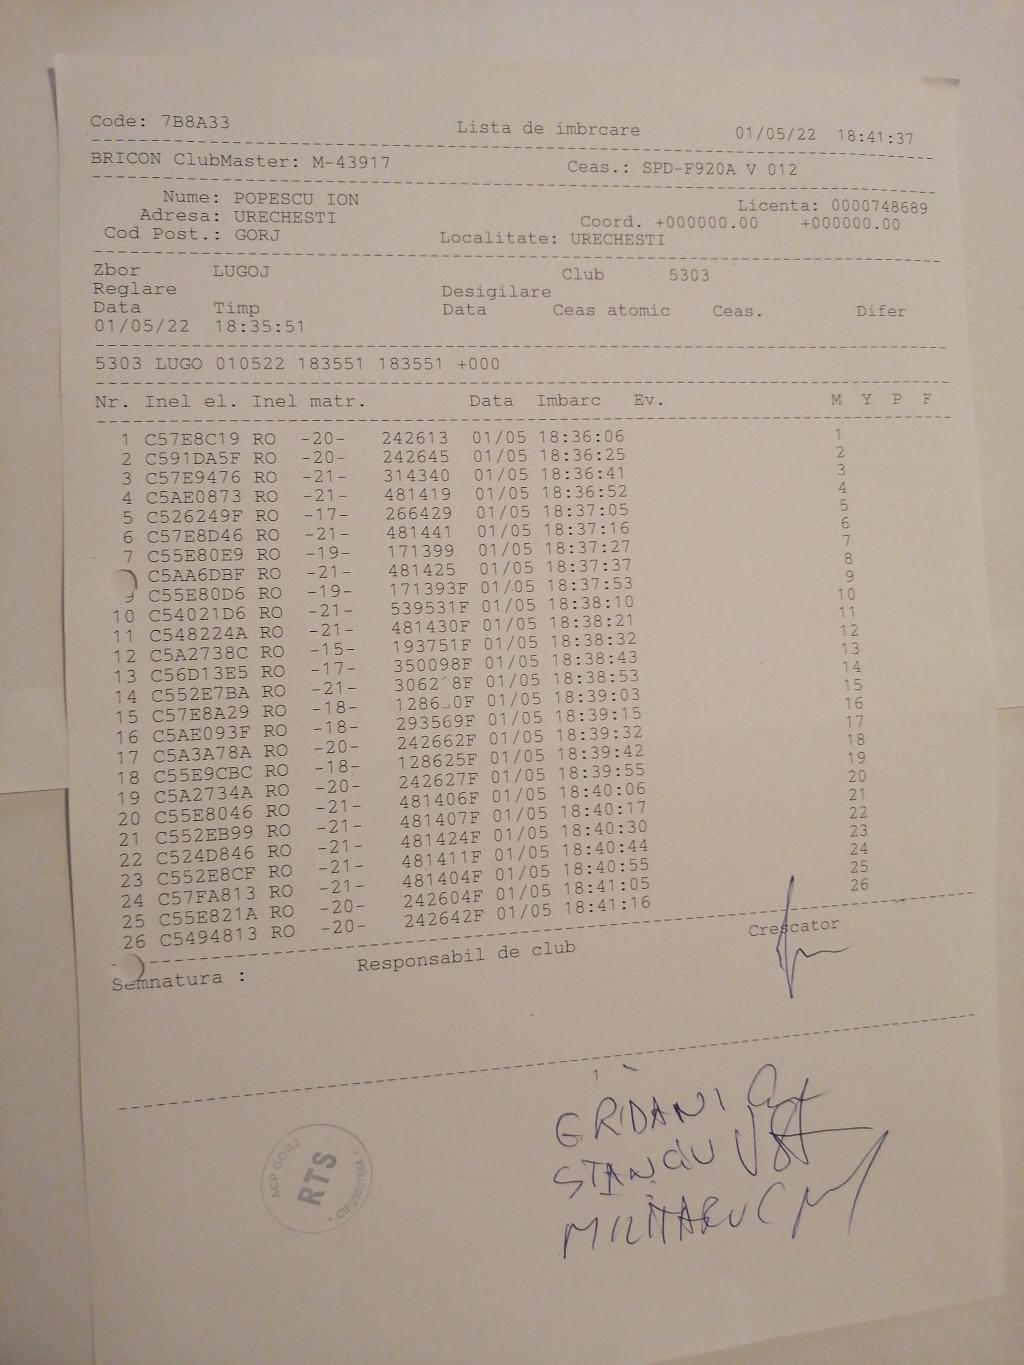 Code: 7B8A33 Lista de imbrcare 01/05/22 18:41:37
BRICON ClubMaster: M-43917 Ceas.: SPD-F920A V 012
Nume: POPESCU ION Licenta: 0000748689
Adresa: URECHESTI Coord. +000000.00 +000000.00
Cod Post.: GORJ Localitate: URECHESTI
Zbor LUGOJ Club 5303
Reglare Desigilare
Data Timp Data Ceas atomic Ceas. Difer
01/05/22 18:35:51
5303 LUGO 010522 183551 183551 +000
Nr. Inel el. Inel matr. Data Imbarc Ev. M Y P F
1 C57E8C19 RO -20- 242613 01/05 18:36:06 1
2 C591DA5F RO -20- 242645 01/05 18:36:25 2
3 C57E9476 RO -21- 314340 01/05 18:36:41 3
4 C5AE0873 RO -21- 481419 01/05 18:36:52 4
5 C526249F RO -17- 266429 01/05 18:37:05 5
6 C57E8D46 RO -21- 481441 01/05 18:37:16 6
7 C55E80E9 RO -19- 171399 01/05 18:37:27 7
C5AA6DBF RO -21- 481425 01/05 18:37:37 8
9 C55E80D6 RO -19- 171393F 01/05 18:37:53 9
10 C54021D6 RO -21- 539531F 01/05 18:38:10 10
11 C548224A RO -21- 481430F 01/05 18:38:21 11
12 C5A2738C RO -15- 193751F 01/05 18:38:32 12
13 C56D13E5 RO -17- 350098F 01/05 18:38:43 13
14 C552E7BA RO -21- 01/05 18:38:53 14
15 C57E8A29 RO -18- 01/05 18:39:03 15
16 C5AE093F RO -18- 293569F 01/05 18:39:15 16
17 C5A3A78A RO -20- 242662F 01/05 18:39:32 17
18 C55E9CBC RO -18- 128625F 01/05 18:39:42 18
19 C5A2734A RO -20- 242627F 01/05 18:39:55 19
20 C55E8046 RO -21- 481406F 01/05 18:40:06 20
21 C552EB99 RO -21- 481407F 01/05 18:40:17 21
22 C524D846 RO -21- 481424F 01/05 18:40:30 22
23 C552E8CF RO -21- 481411F 01/05 18:40:44 23
24 C57FA813 RO -21- 481404F 01/05 18:40:55 24
25 C55E821A RO -20- 242604F 01/05 18:41:05 25
26 C5494813 RO -20- 242642F 01/05 18:41:16 26
Semnatura : Responsabil de club Crescator
1
GRIDAN I
STANCIU
MILITARU C
ACP GORJ
RTS